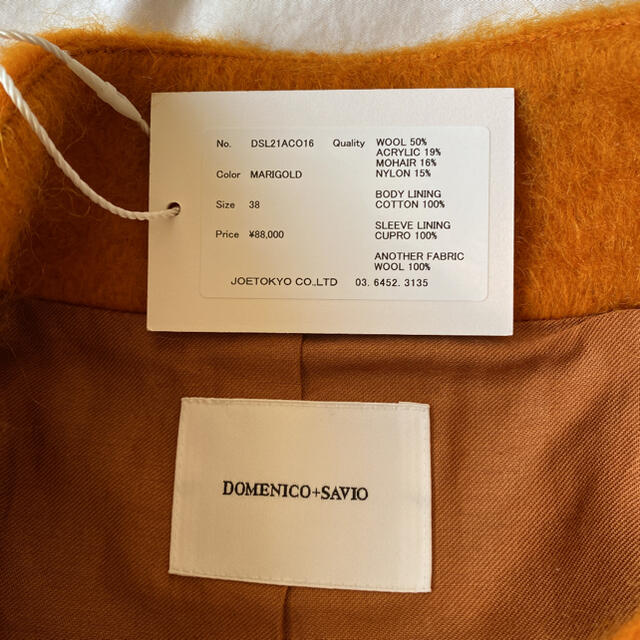 No. DSL21ACO16 Quality WOOL 50%
ACRYLIC 19%
MOHAIR 16%
Color MARIGOLD NYLON 15%
BODY LINING
Size 38 COTTON 100%
SLEEVE LINING
Price ¥88,000 CUPRO 100%
ANOTHER FABRIC
WOOL 100%
JOETOKYO CO.,LTD 03. 6452. 3135
DOMENICO+SAVIO